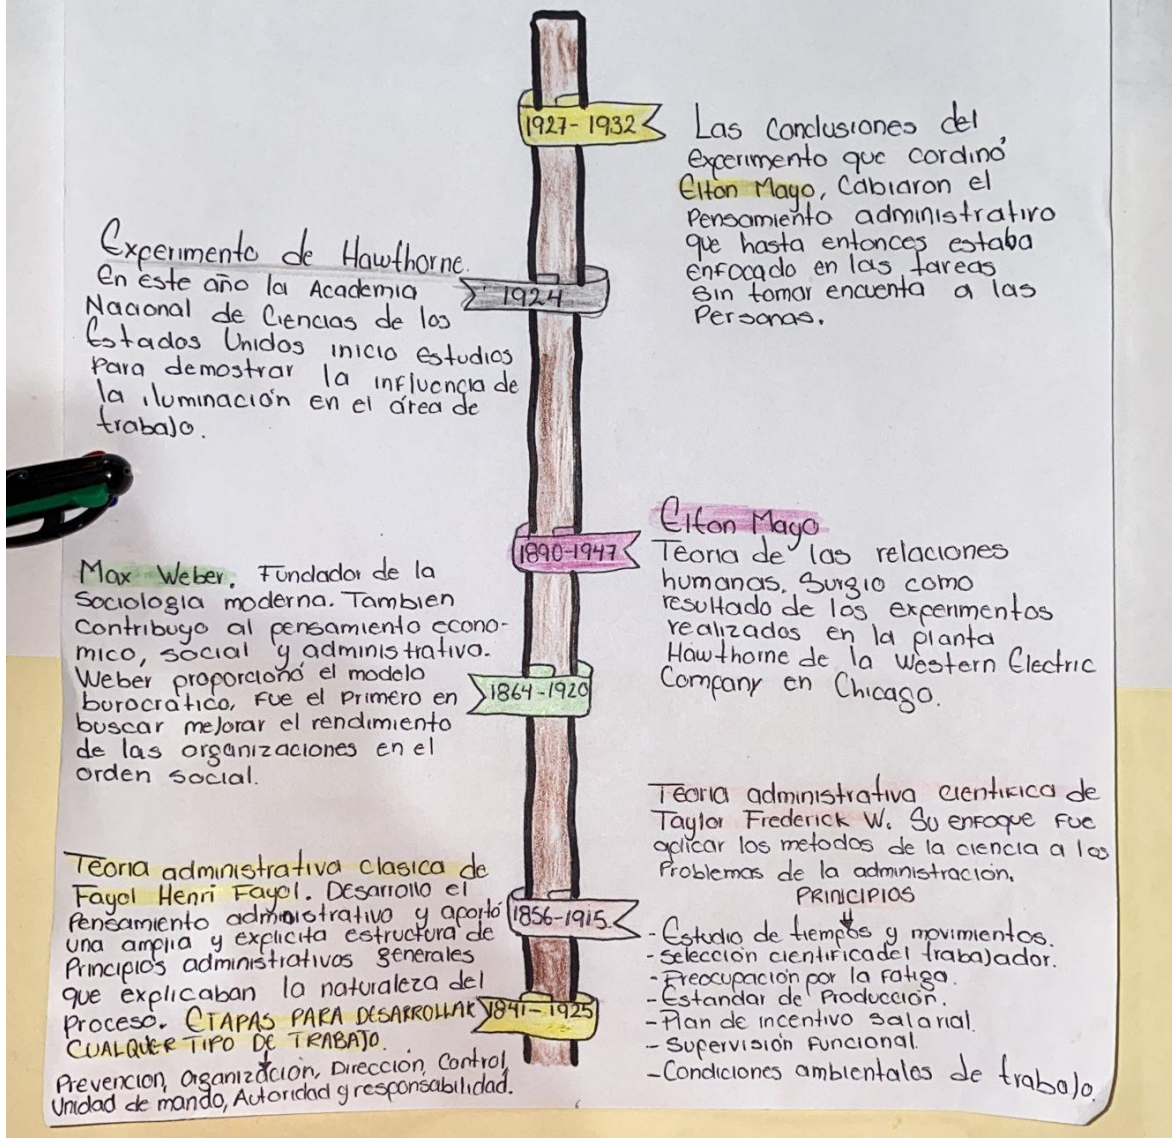 1927- 1932
Las Conclusiones del
experimento que cordinó
Elton Mayo, Cabiaron el
Pensamiento administrativo
que hasta entonces estaba
enfocado en las tareas
sin tomar encuenta a las
Personas.
Experimento de Hawthorne.
En este año la Academia
Nacional de Ciencias de los
Estados Unidos inicio estudios
para demostrar la influencia de
la iluminación en el área de
trabajo.
1924
1890-1947
Elton Mayo
Teoria de las relaciones
humanas. Surgio como
resultado de los experimentos
realizados en la planta
Hawthorne de la Western Electric
Company en Chicago.
Max Weber. Fundador de la
Sociologia moderna. Tambien
contribuyo al pensamiento econo-
mico, social y administrativo.
Weber proporcionó el modelo
burocrático, Fue el Primero en
buscar mejorar el rendimiento
de las organizaciones en el
orden social.
1864-1920
Teoria administrativa cientifica de
Taylor Frederick W. Su enfoque fue
aplicar los metodos de la ciencia a los
Problemas de la administración.
PRINICIPIOS
- Estudio de tiempos y movimientos.
- Selección cientifica del trabajador.
- Preocupación por la Fatiga.
- Estandar de Producción.
- Plan de incentivo salarial.
- Supervisión Funcional.
- Condiciones ambientales de trabajo.
1856-1915.
Teoria administrativa clasica de
Fayol Henri Fayol. Desarrollo el
Pensamiento administrativo y aportó
una amplia y explicita estructura de
Principios administrativos generales
que explicaban la naturaleza del
Proceso. ETAPAS PARA DESARROLLAR
CUALQUER TIPO DE TRABAJO.
Prevencion, Organización, Dirección, Control,
Unidad de mando, Autoridad y responsabilidad.
1841-1925